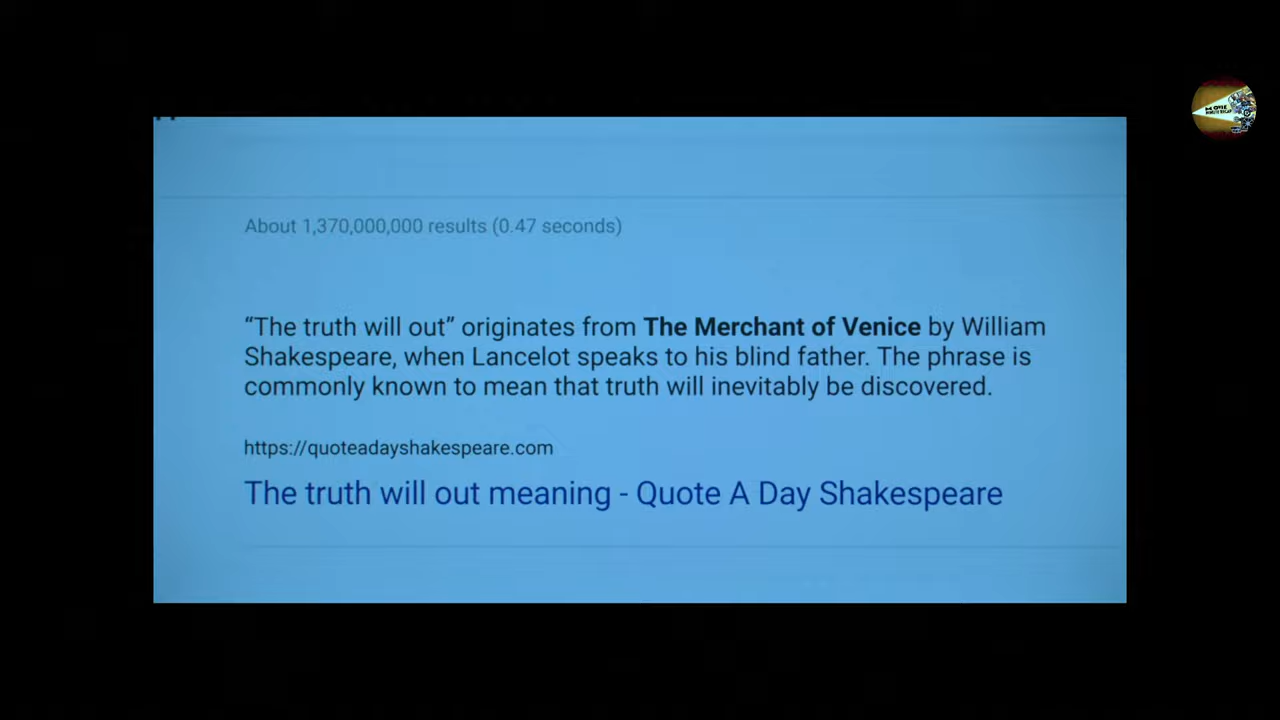 About 1,370,000,000 results (0.47 seconds)
“The truth will out” originates from The Merchant of Venice by William
Shakespeare, when Lancelot speaks to his blind father. The phrase is
commonly known to mean that truth will inevitably be discovered.
https://quoteadayshakespeare.com
The truth will out meaning - Quote A Day Shakespeare
MOVIE